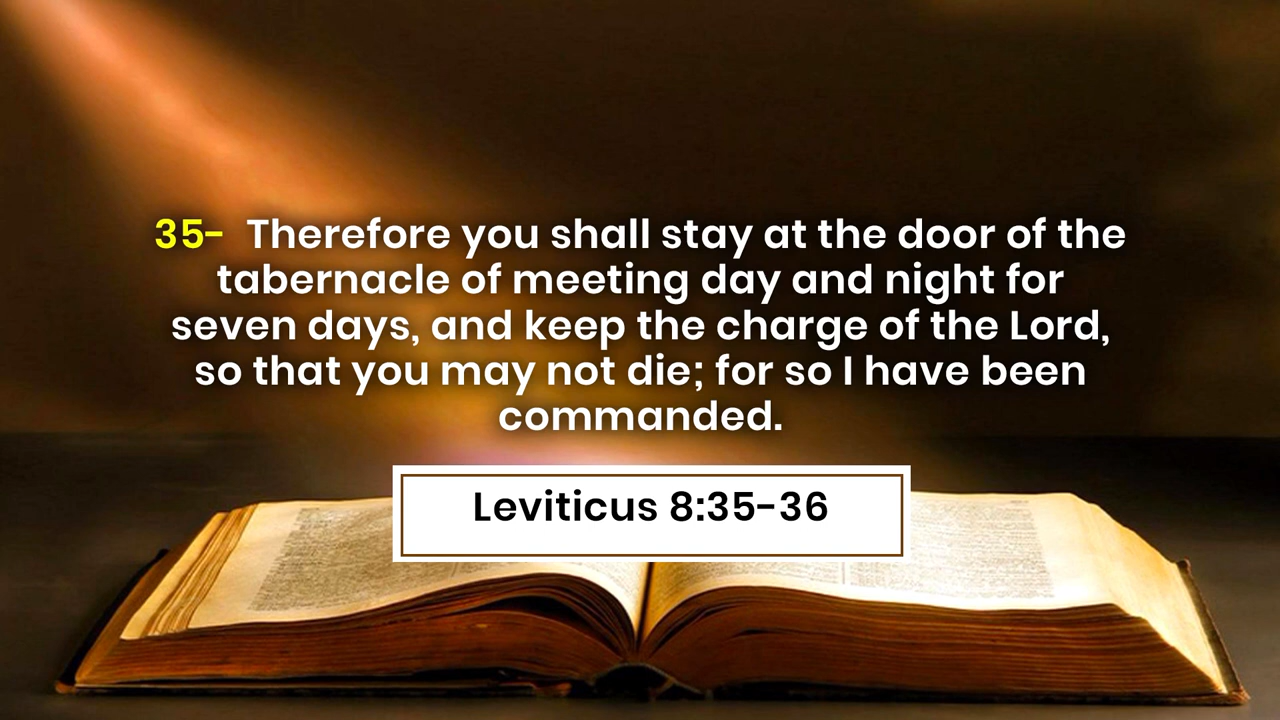 35- Therefore you shall stay at the door of the
tabernacle of meeting day and night for
seven days, and keep the charge of the Lord,
so that you may not die; for so I have been
commanded.
Leviticus 8:35-36